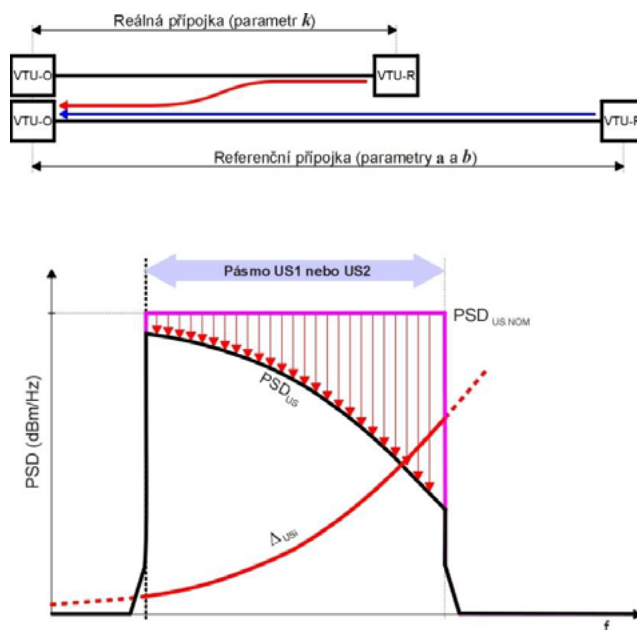 Reálná přípojka (parametr k)
VTU-O
VTU-R
VTU-O
VTU-R
Referenční přípojka (parametry a a b)
Pásmo US1 nebo US2
PSD US.NOM
PSD US
PSD (dBm/Hz)
Δ USi
f